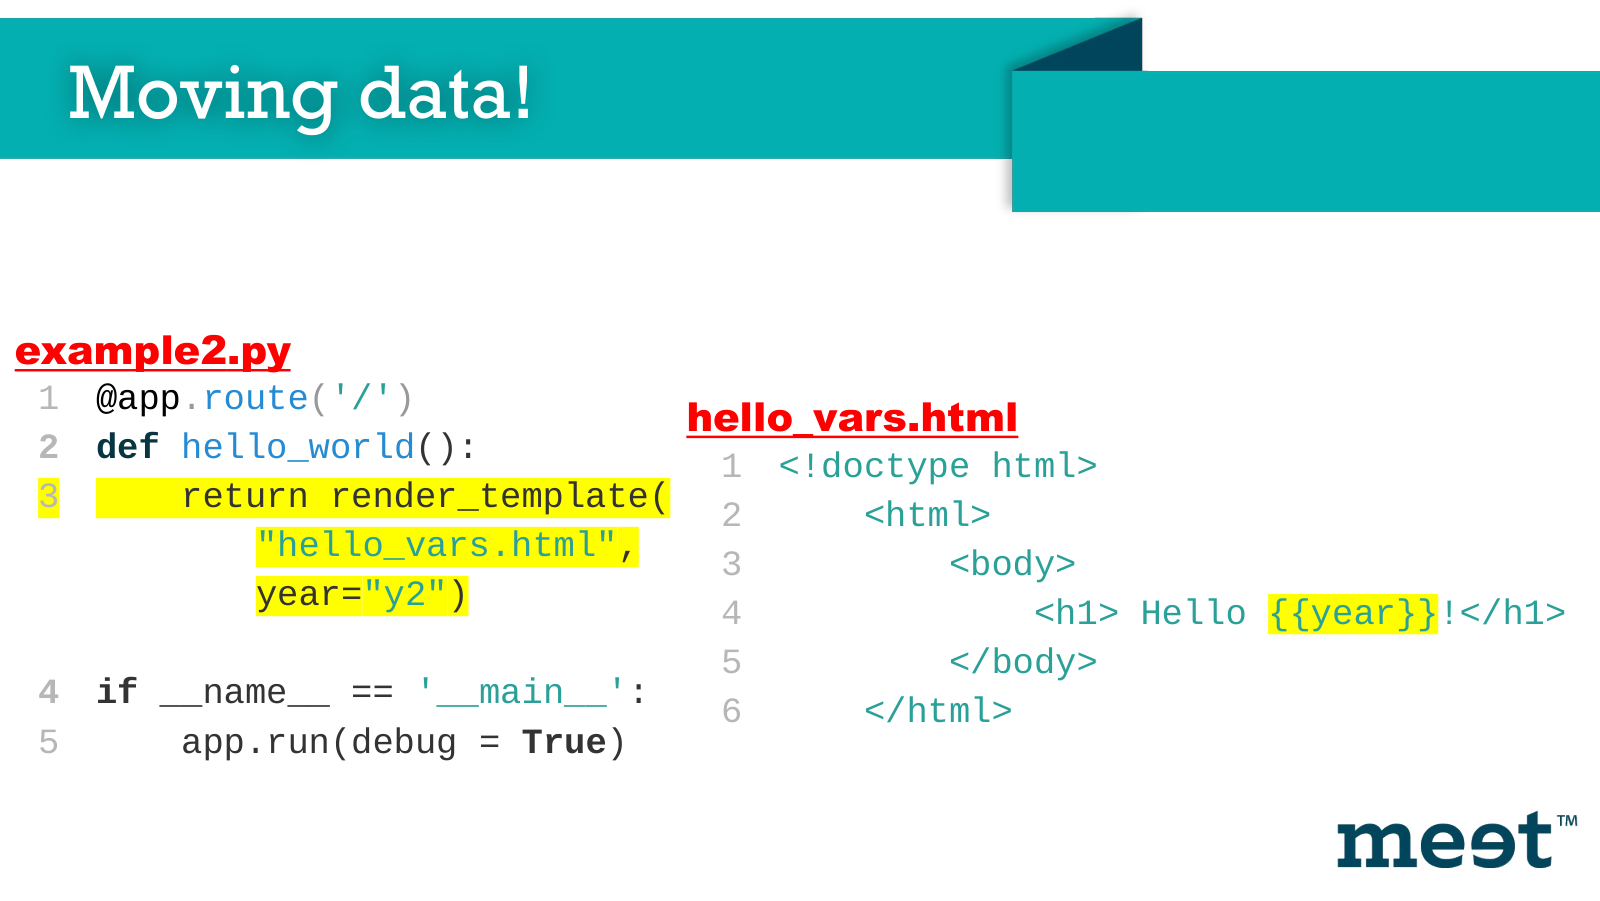 Moving data!
example2.py
1 @app.route('/')
2 def hello_world():
3     return render_template(
"hello_vars.html",
year="y2")
4 if __name__ == '__main__':
5     app.run(debug = True)
hello_vars.html
1 <!doctype html>
2     <html>
3         <body>
4             <h1> Hello {{year}}!</h1>
5         </body>
6     </html>
meet™